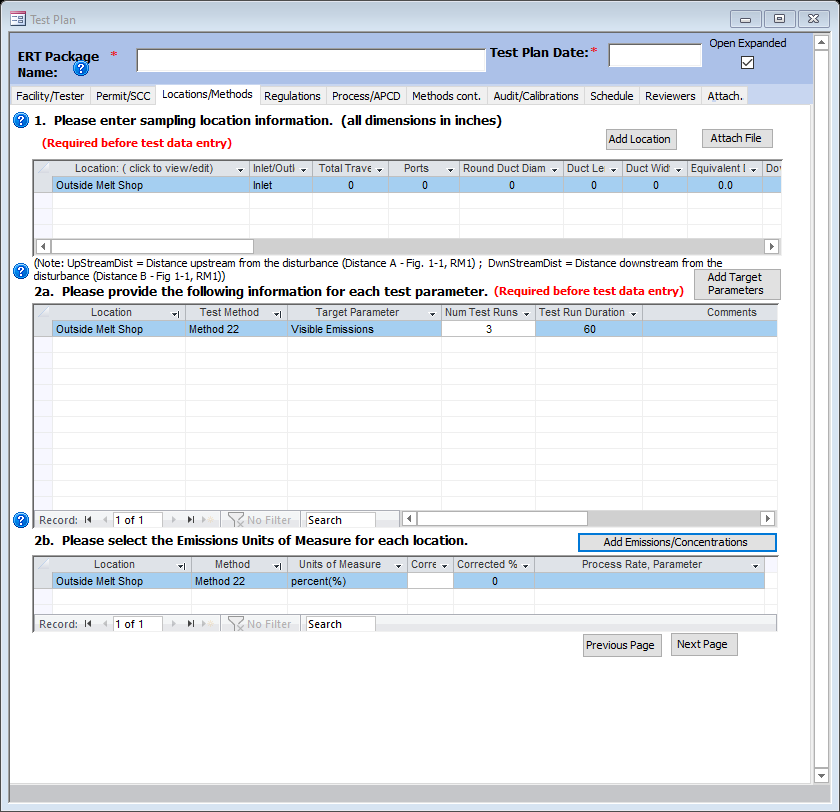 Test Plan
ERT Package * Test Plan Date:* Open Expanded
Name:
Facility/Tester Permit/SCC Locations/Methods Regulations Process/APCD Methods cont. Audit/Calibrations Schedule Reviewers Attach.
1. Please enter sampling location information. (all dimensions in inches)
(Required before test data entry) Add Location Attach File
Location: ( click to view/edit) Inlet/Outl Total Trave Ports Round Duct Diam Duct Le Duct Widt Equivalent D Dov
Outside Melt Shop Inlet 0 0 0 0 0 0.0
(Note: UpStreamDist = Distance upstream from the disturbance (Distance A - Fig. 1-1, RM1) ; DwnStreamDist = Distance downstream from the
disturbance (Distance B - Fig 1-1, RM1))
Add Target
Parameters
2a. Please provide the following information for each test parameter. (Required before test data entry)
Location Test Method Target Parameter Num Test Runs Test Run Duration Comments
Outside Melt Shop Method 22 Visible Emissions 3 60
Record: 1 of 1 No Filter Search
2b. Please select the Emissions Units of Measure for each location. Add Emissions/Concentrations
Location Method Units of Measure Corre Corrected % Process Rate, Parameter
Outside Melt Shop Method 22 percent(%) 0
Record: 1 of 1 No Filter Search
Previous Page Next Page